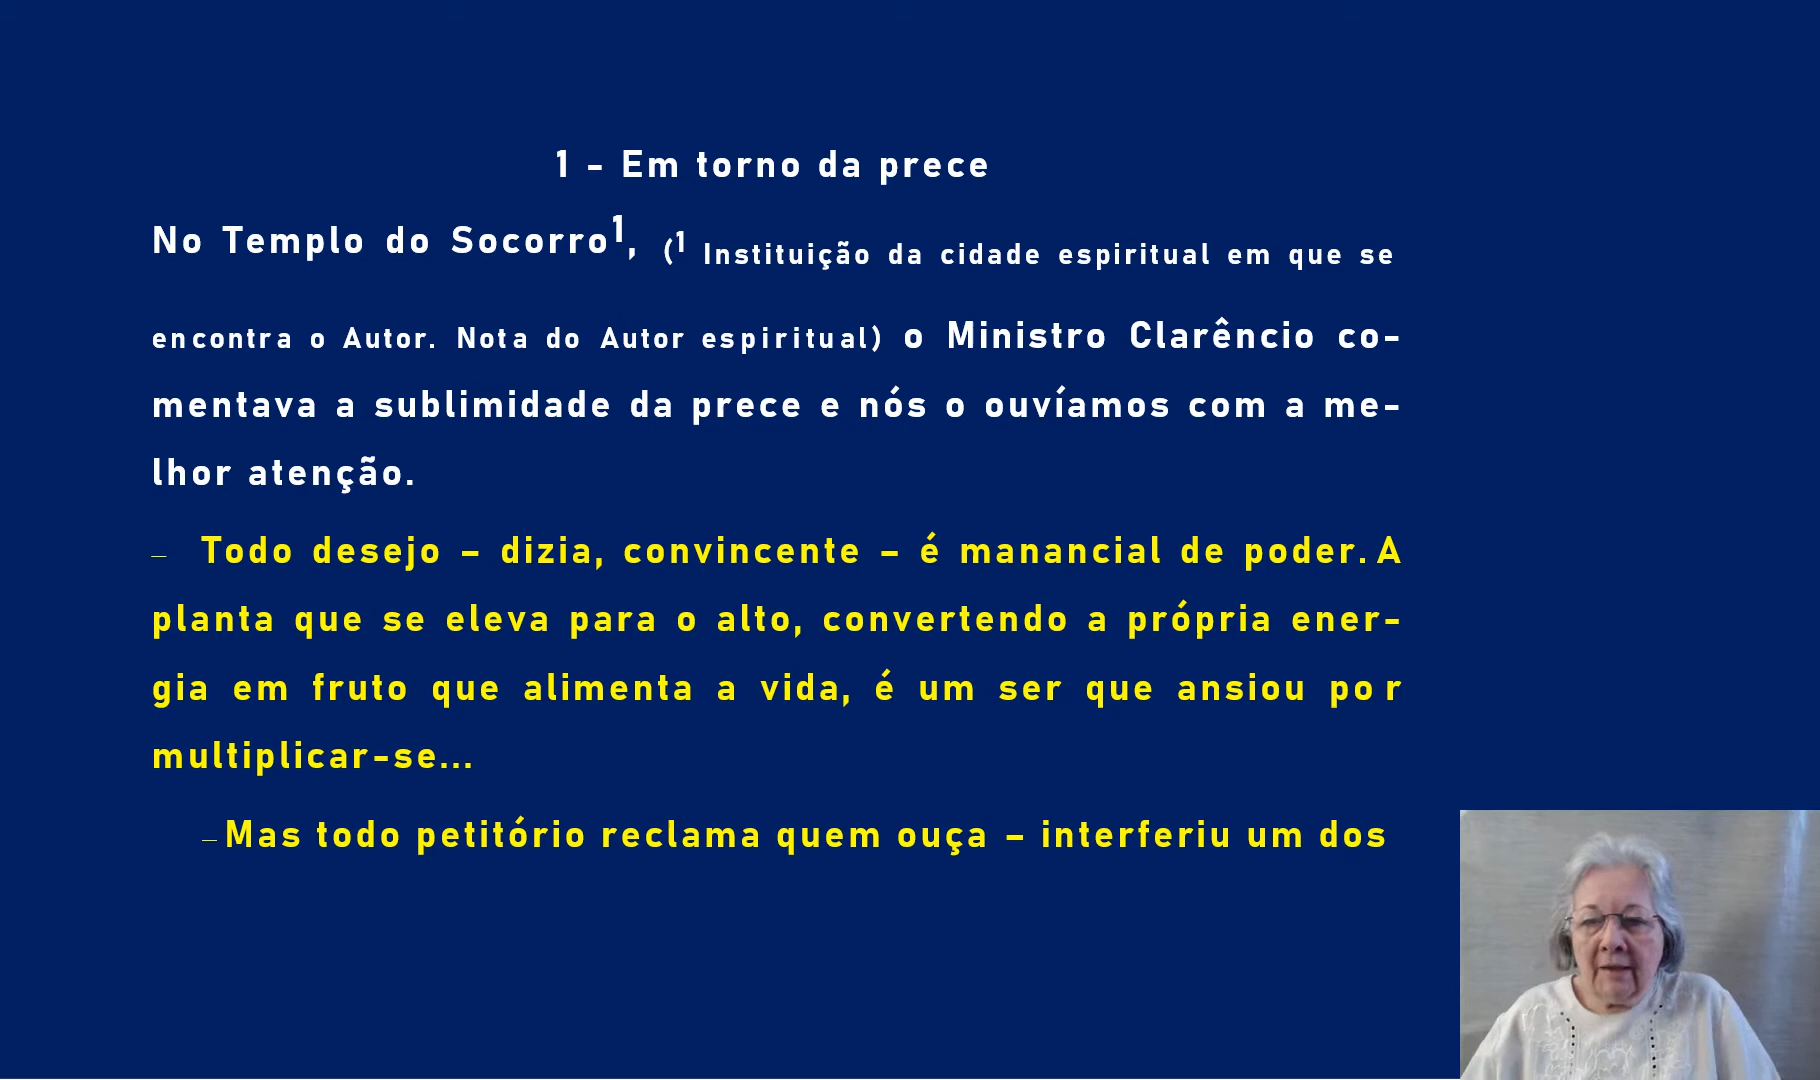 1 - Em torno da prece
No Templo do Socorro¹, (¹ Instituição da cidade espiritual em que se
encontra o Autor. Nota do Autor espiritual) o Ministro Clarêncio co-
mentava a sublimidade da prece e nós o ouvíamos com a me-
lhor atenção.
– Todo desejo – dizia, convincente – é manancial de poder. A
planta que se eleva para o alto, convertendo a própria ener-
gia em fruto que alimenta a vida, é um ser que ansiou por
multiplicar-se...
– Mas todo petitório reclama quem ouça – interferiu um dos